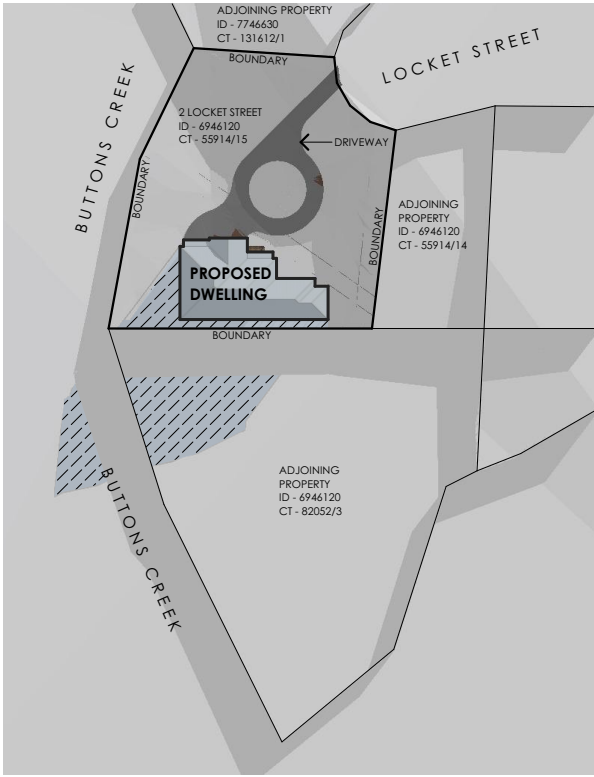 ADJOINING PROPERTY
ID - 7746630
CT - 131612/1
BOUNDARY
LOCKET STREET
BUTTONS CREEK
2 LOCKET STREET
ID - 6946120
CT - 55914/15
DRIVEWAY
BOUNDARY
ADJOINING
PROPERTY
ID - 6946120
CT - 55914/14
BOUNDARY
PROPOSED
DWELLING
BOUNDARY
ADJOINING
PROPERTY
ID - 6946120
CT - 82052/3
BUTTONS CREEK